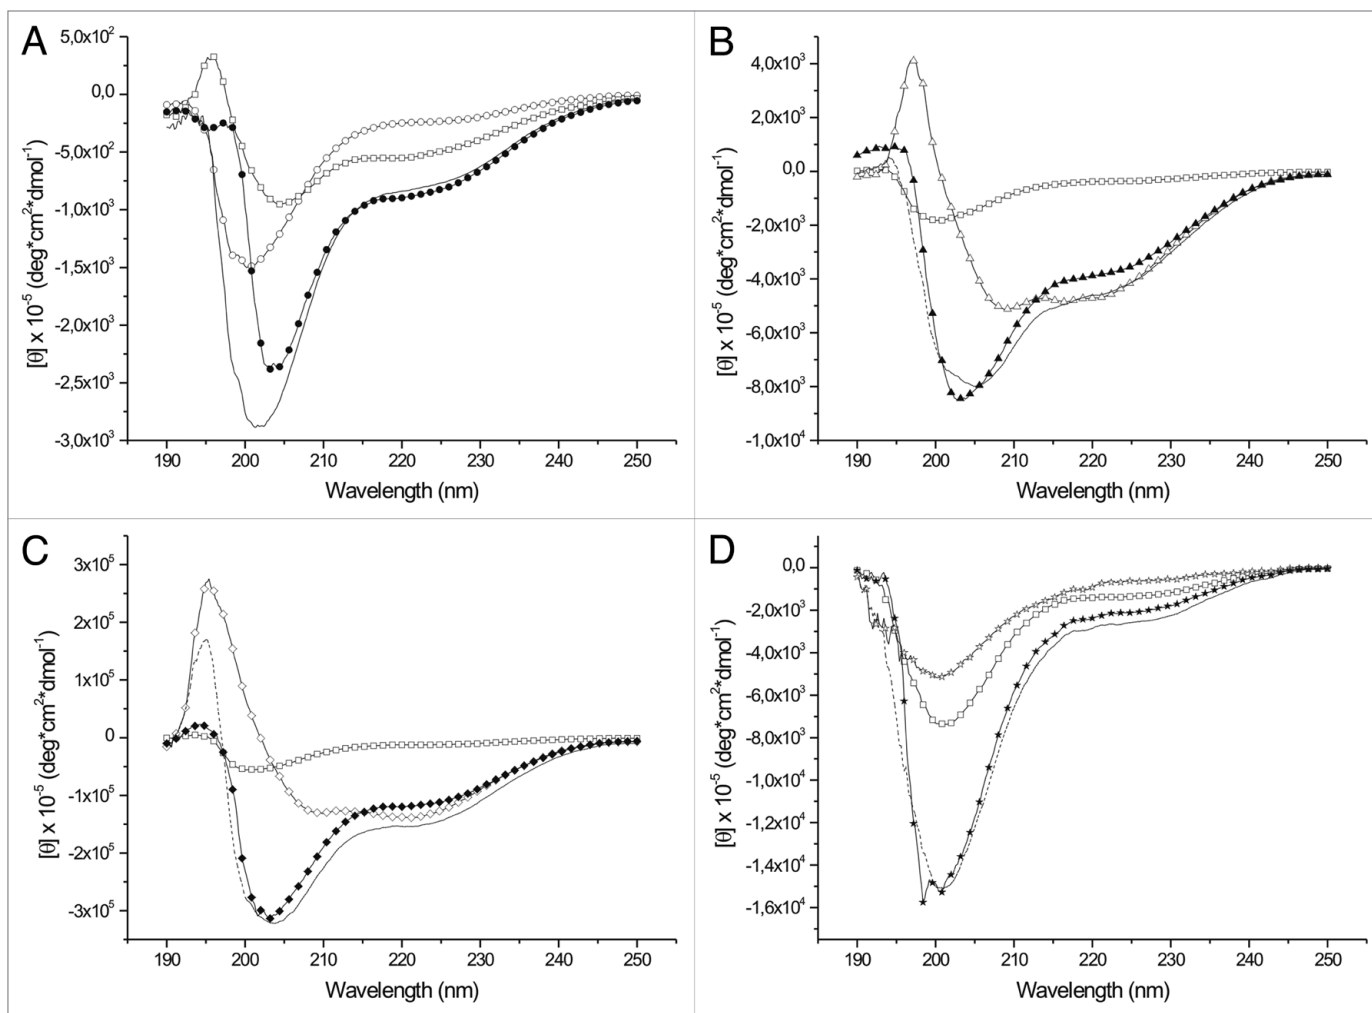 A
5,0x10²
0,0
-5,0x10²
-1,0x10³
-1,5x10³
-2,0x10³
-2,5x10³
-3,0x10³
[θ] x 10⁻⁵ (deg*cm²*dmol⁻¹)
190 200 210 220 230 240 250
Wavelength (nm)
B
4,0x10³
2,0x10³
0,0
-2,0x10³
-4,0x10³
-6,0x10³
-8,0x10³
-1,0x10⁴
[θ] x 10⁻⁵ (deg*cm²*dmol⁻¹)
190 200 210 220 230 240 250
Wavelength (nm)
C
3x10⁵
2x10⁵
1x10⁵
0
-1x10⁵
-2x10⁵
-3x10⁵
[θ] x 10⁻⁵ (deg*cm²*dmol⁻¹)
190 200 210 220 230 240 250
Wavelength (nm)
D
0,0
-2,0x10³
-4,0x10³
-6,0x10³
-8,0x10³
-1,0x10⁴
-1,2x10⁴
-1,4x10⁴
-1,6x10⁴
[θ] x 10⁻⁵ (deg*cm²*dmol⁻¹)
190 200 210 220 230 240 250
Wavelength (nm)